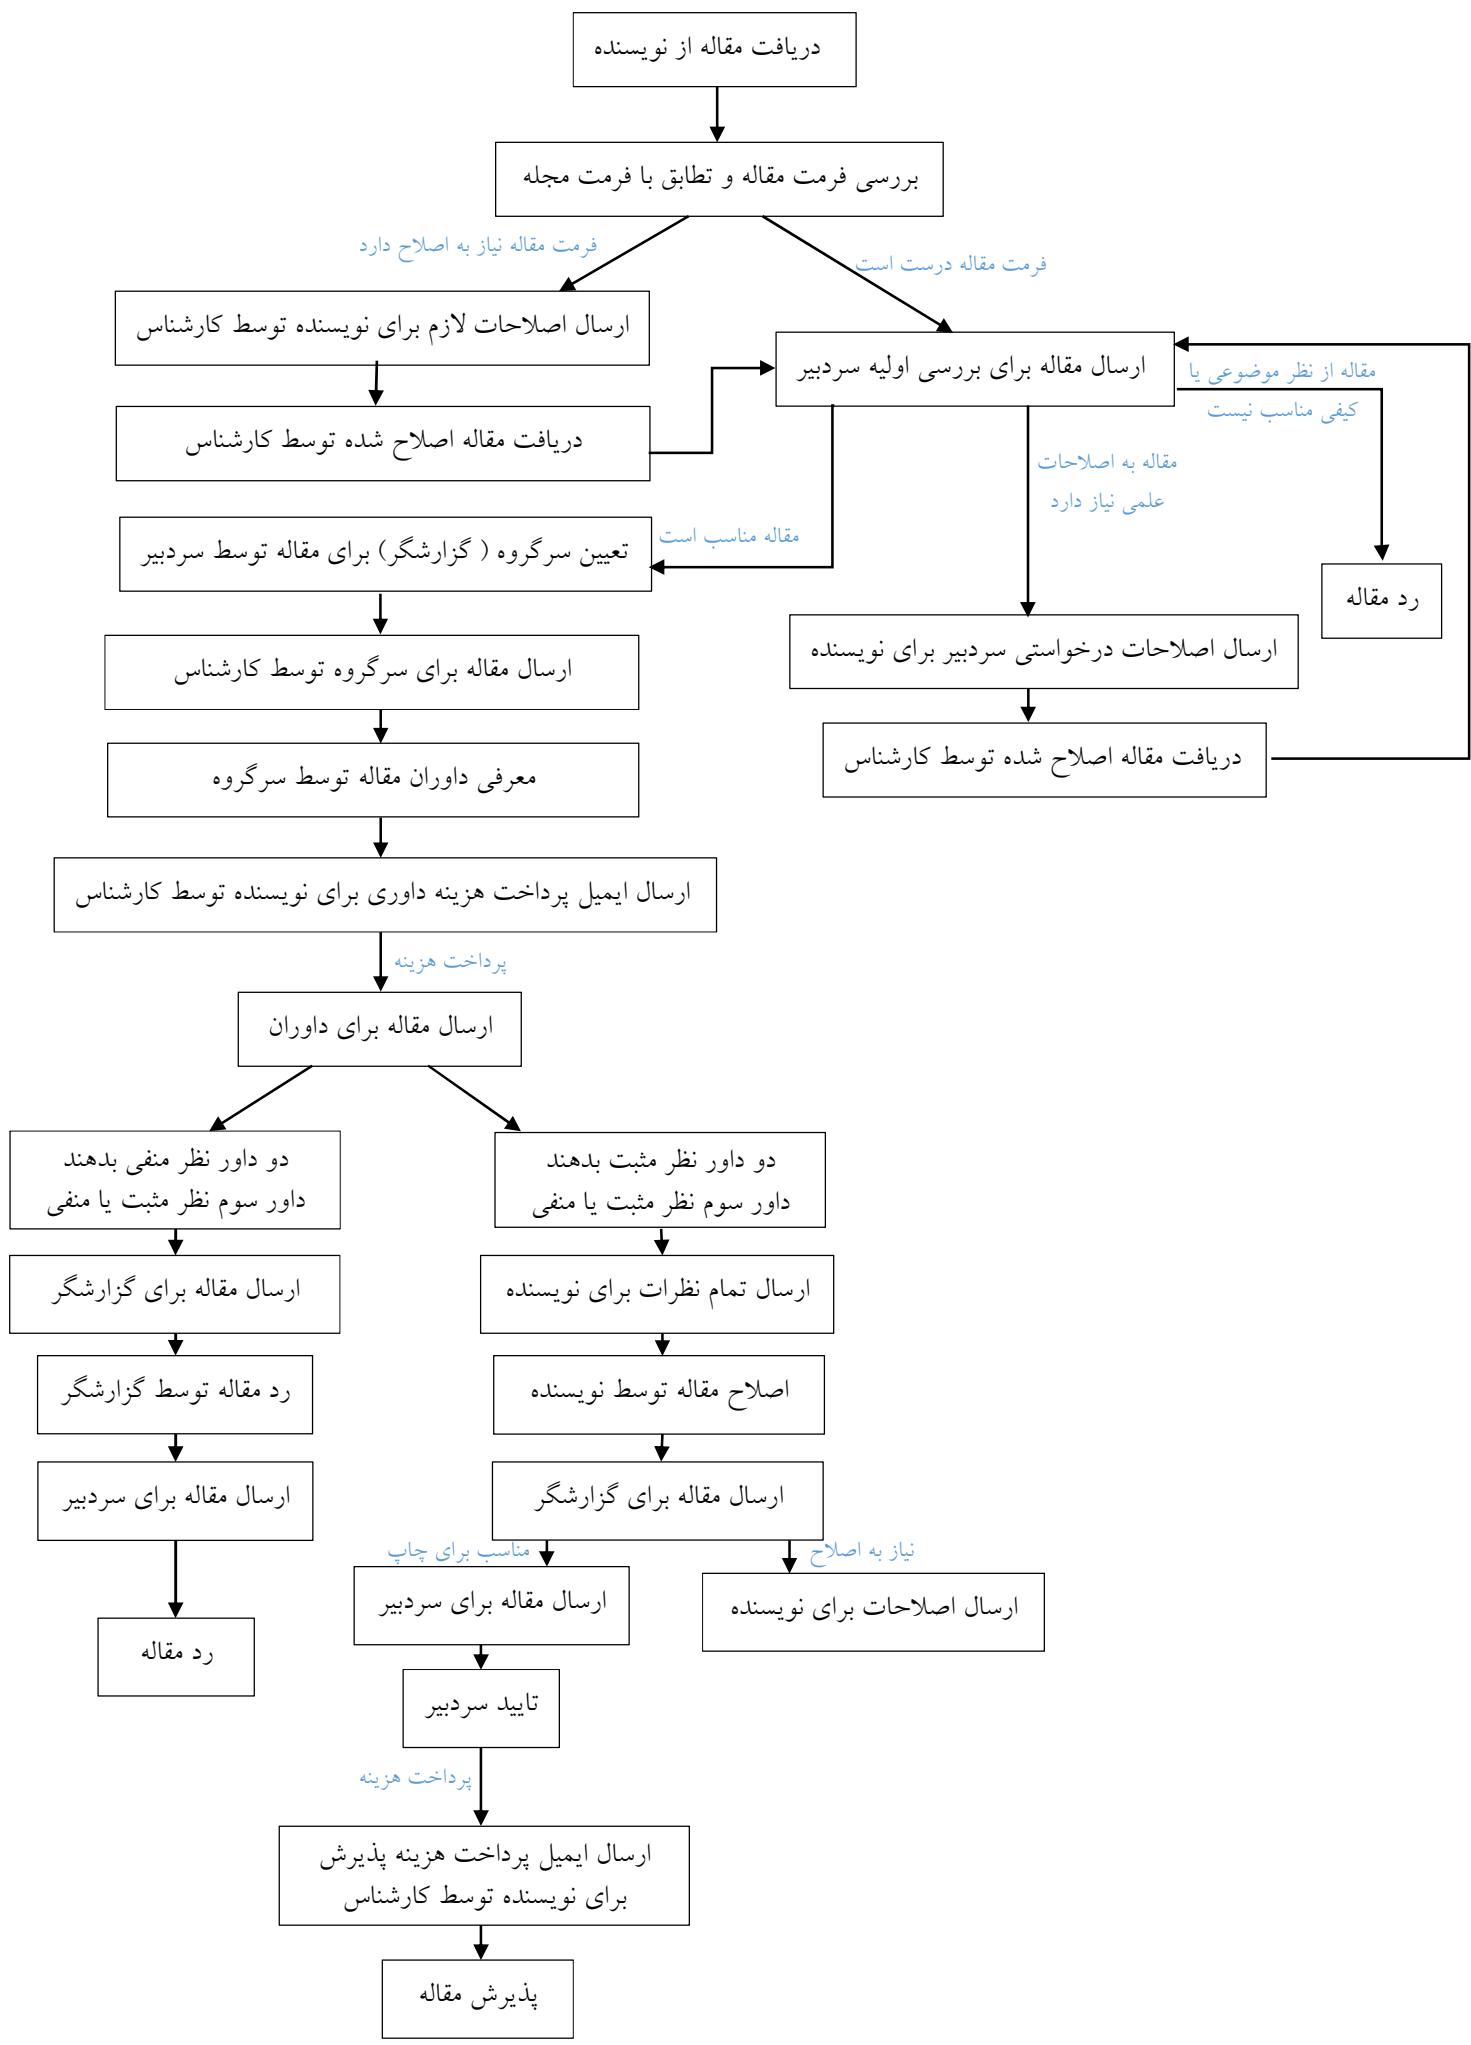 دریافت مقاله از نویسنده
بررسی فرمت مقاله و تطابق با فرمت مجله
فرمت مقاله نیاز به اصلاح دارد
فرمت مقاله درست است
ارسال اصلاحات لازم برای نویسنده توسط کارشناس
ارسال مقاله برای بررسی اولیه سردبیر
مقاله از نظر موضوعی یا
کیفی مناسب نیست
دریافت مقاله اصلاح شده توسط کارشناس
مقاله به اصلاحات
علمی نیاز دارد
مقاله مناسب است
تعیین سرگروه ( گزارشگر) برای مقاله توسط سردبیر
رد مقاله
ارسال اصلاحات درخواستی سردبیر برای نویسنده
ارسال مقاله برای سرگروه توسط کارشناس
دریافت مقاله اصلاح شده توسط کارشناس
معرفی داوران مقاله توسط سرگروه
ارسال ایمیل پرداخت هزینه داوری برای نویسنده توسط کارشناس
پرداخت هزینه
ارسال مقاله برای داوران
دو داور نظر مثبت بدهند
داور سوم نظر مثبت یا منفی
دو داور نظر منفی بدهند
داور سوم نظر مثبت یا منفی
ارسال تمام نظرات برای نویسنده
ارسال مقاله برای گزارشگر
اصلاح مقاله توسط نویسنده
رد مقاله توسط گزارشگر
ارسال مقاله برای گزارشگر
ارسال مقاله برای سردبیر
نیاز به اصلاح
مناسب برای چاپ
ارسال اصلاحات برای نویسنده
ارسال مقاله برای سردبیر
رد مقاله
تایید سردبیر
پرداخت هزینه
ارسال ایمیل پرداخت هزینه پذیرش
برای نویسنده توسط کارشناس
پذیرش مقاله